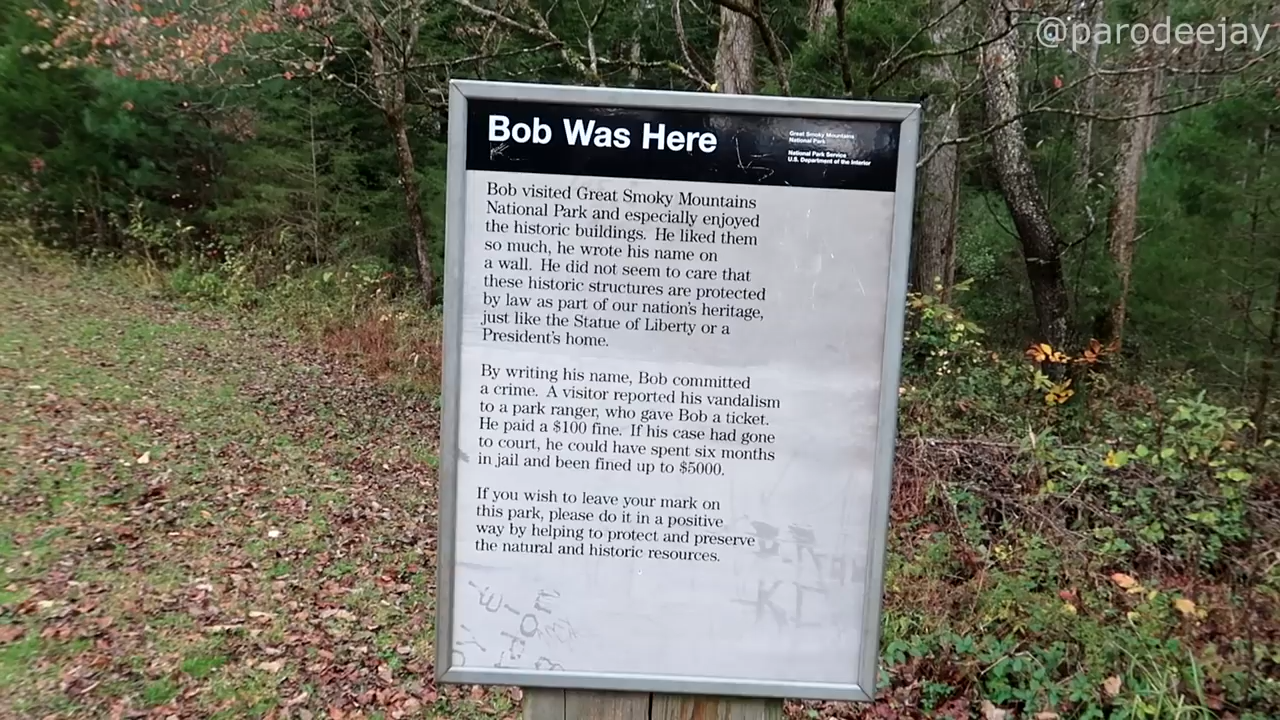 @parodeejay
Bob Was Here
Great Smoky Mountains
National Park
National Park Service
U.S. Department of the Interior
Bob visited Great Smoky Mountains
National Park and especially enjoyed
the historic buildings. He liked them
so much, he wrote his name on
a wall. He did not seem to care that
these historic structures are protected
by law as part of our nation's heritage,
just like the Statue of Liberty or a
President's home.
By writing his name, Bob committed
a crime. A visitor reported his vandalism
to a park ranger, who gave Bob a ticket.
He paid a $100 fine. If his case had gone
to court, he could have spent six months
in jail and been fined up to $5000.
If you wish to leave your mark on
this park, please do it in a positive
way by helping to protect and preserve
the natural and historic resources.